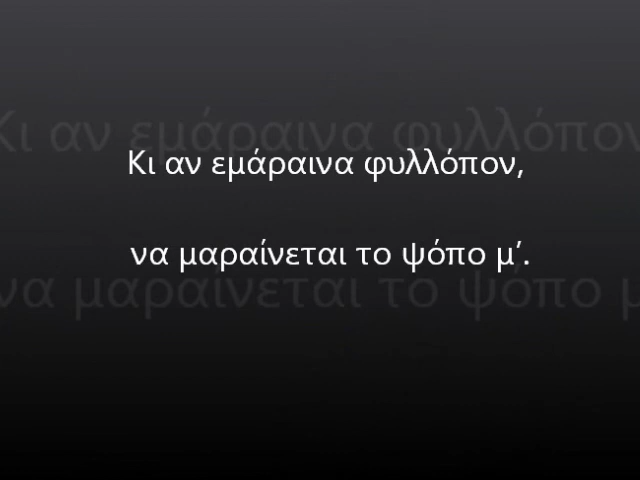 Κι αν εμάραινα φυλλόπον,
να μαραίνεται το ψόπο μ’.